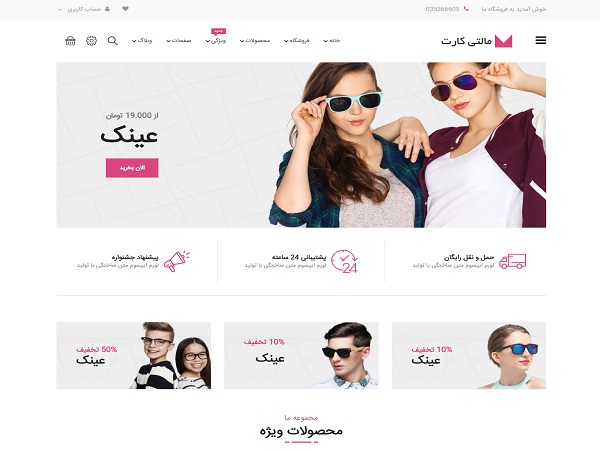 خوش آمدید به فروشگاه ما
035366605
حساب کاربری
مالتی کارت
خانه
فروشگاه
محصولات
ویژگی
جدید
صفحات
وبلاگ
از 19.000 تومان
عینک
الان بخرید
حمل و نقل رایگان
لورم ایپسوم متن ساختگی با تولید
پشتیبانی 24 ساعته
لورم ایپسوم متن ساختگی با تولید
24
پیشنهاد جشنواره
لورم ایپسوم متن ساختگی با تولید
10% تخفیف
عینک
10% تخفیف
عینک
50% تخفیف
عینک
مجموعه ما
محصولات ویژه